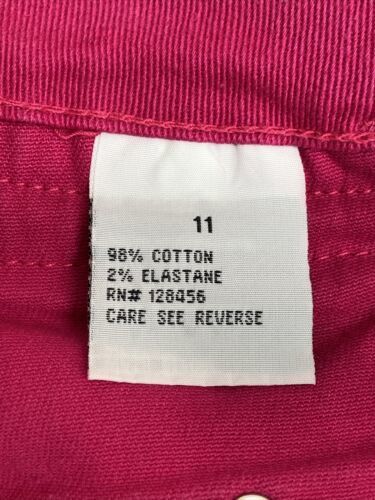 11
98% COTTON
2% ELASTANE
RN# 128456
CARE SEE REVERSE